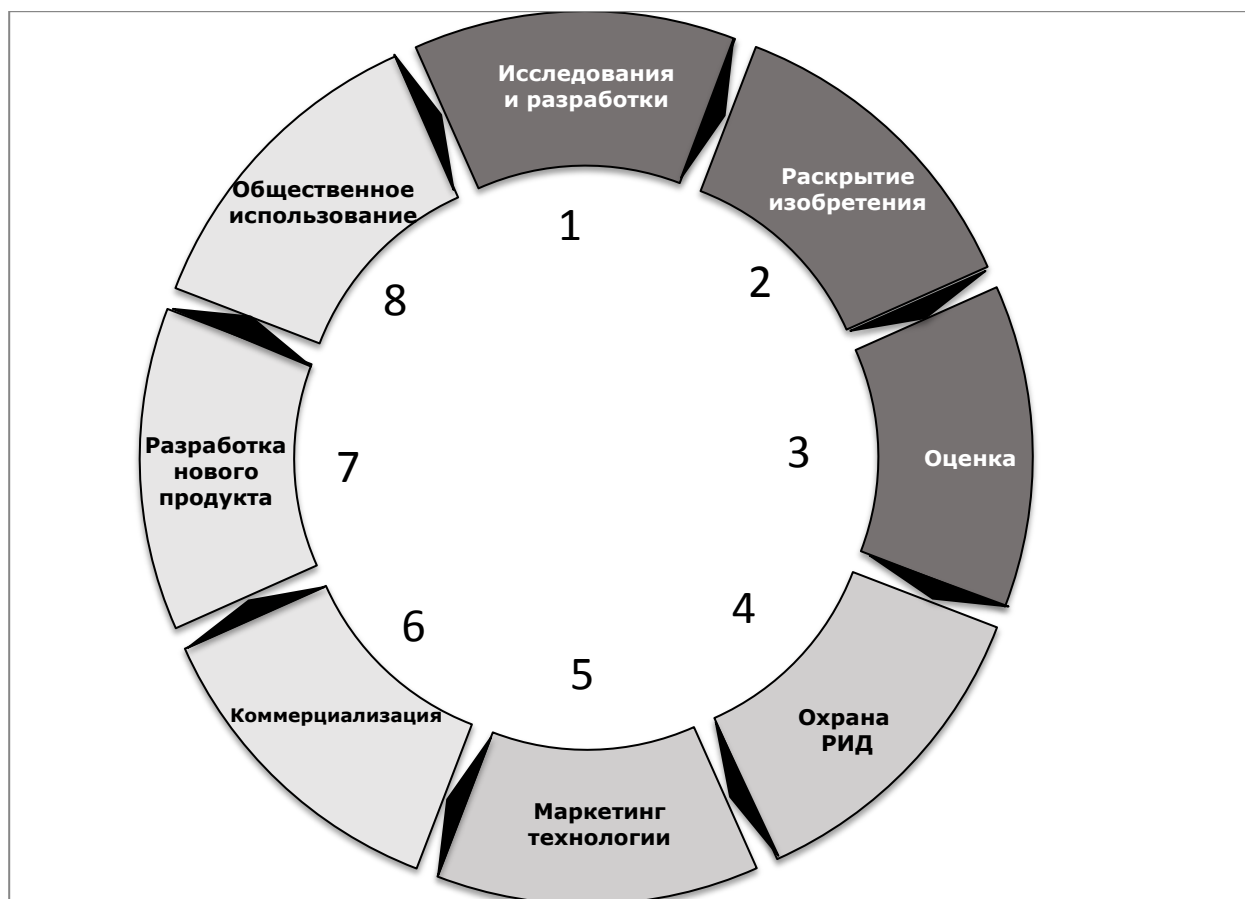 Исследования
и разработки
1
Раскрытие
изобретения
2
Оценка
3
Охрана
РИД
4
Маркетинг
технологии
5
Коммерциализация
6
Разработка
нового
продукта
7
Общественное
использование
8